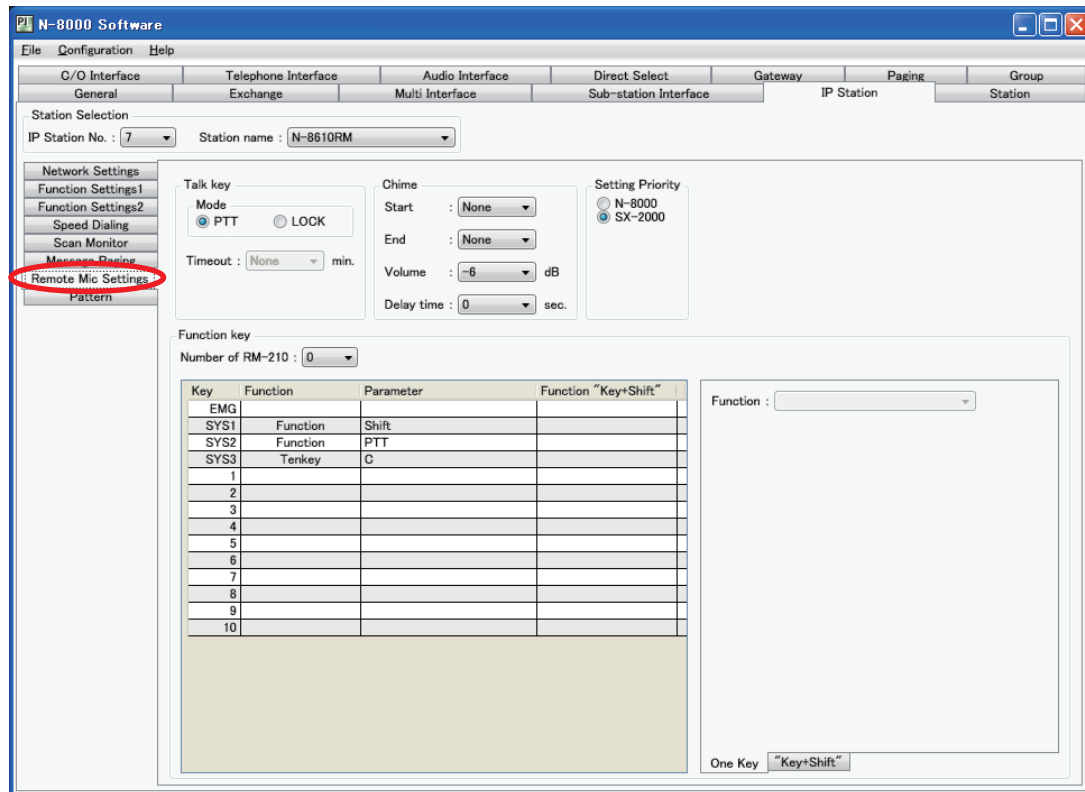 N-8000 Software
File Configuration Help
C/O Interface Telephone Interface Audio Interface Direct Select Gateway Paging Group
General Exchange Multi Interface Sub-station Interface IP Station Station
Station Selection
IP Station No. : 7 Station name : N-8610RM
Network Settings
Function Settings1
Function Settings2
Speed Dialing
Scan Monitor
Message Paging
Remote Mic Settings
Pattern
Talk key
Mode
PTT LOCK
Timeout : None min.
Chime
Start : None
End : None
Volume : -6 dB
Delay time : 0 sec.
Setting Priority
N-8000
SX-2000
Function key
Number of RM-210 : 0
Key Function Parameter Function "Key+Shift"
EMG
SYS1 Function Shift
SYS2 Function PTT
SYS3 Tenkey C
1
2
3
4
5
6
7
8
9
10
Function :
One Key "Key+Shift"